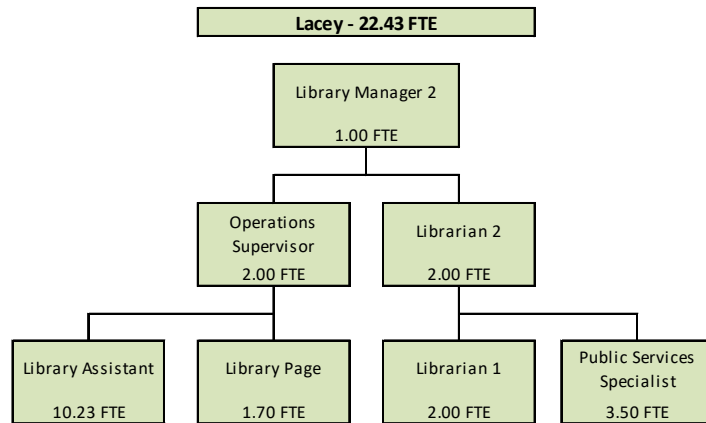 Lacey - 22.43 FTE
Library Manager 2
1.00 FTE
Operations
Supervisor
2.00 FTE
Librarian 2
2.00 FTE
Library Assistant
10.23 FTE
Library Page
1.70 FTE
Librarian 1
2.00 FTE
Public Services
Specialist
3.50 FTE